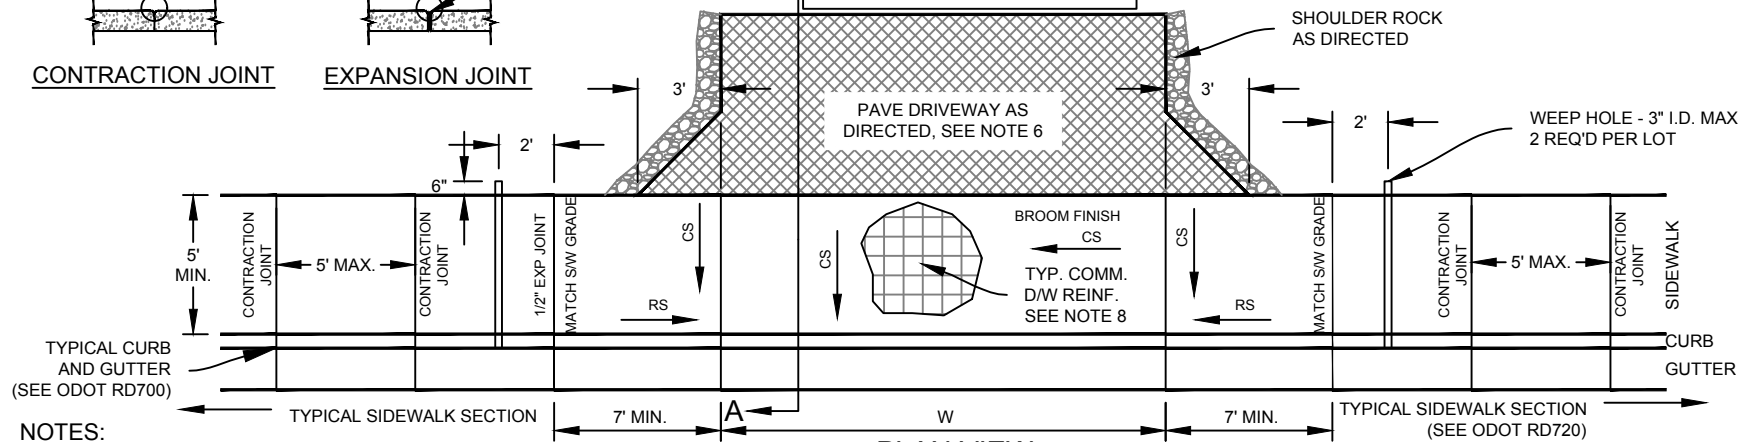 CONTRACTION JOINT
EXPANSION JOINT
SHOULDER ROCK
AS DIRECTED
3'
3'
PAVE DRIVEWAY AS
DIRECTED, SEE NOTE 6
WEEP HOLE - 3" I.D. MAX
2 REQ'D PER LOT
2'
2'
6"
5'
MIN.
CONTRACTION
JOINT
5' MAX.
CONTRACTION
JOINT
1/2" EXP JOINT
MATCH S/W GRADE
CS
RS
CS
BROOM FINISH
CS
TYP. COMM.
D/W REINF.
SEE NOTE 8
CS
RS
MATCH S/W GRADE
CONTRACTION
JOINT
5' MAX.
CONTRACTION
JOINT
SIDEWALK
CURB
GUTTER
TYPICAL CURB
AND GUTTER
(SEE ODOT RD700)
TYPICAL SIDEWALK SECTION
7' MIN.
A
W
7' MIN.
TYPICAL SIDEWALK SECTION
(SEE ODOT RD720)
NOTES:
PLAN VIEW